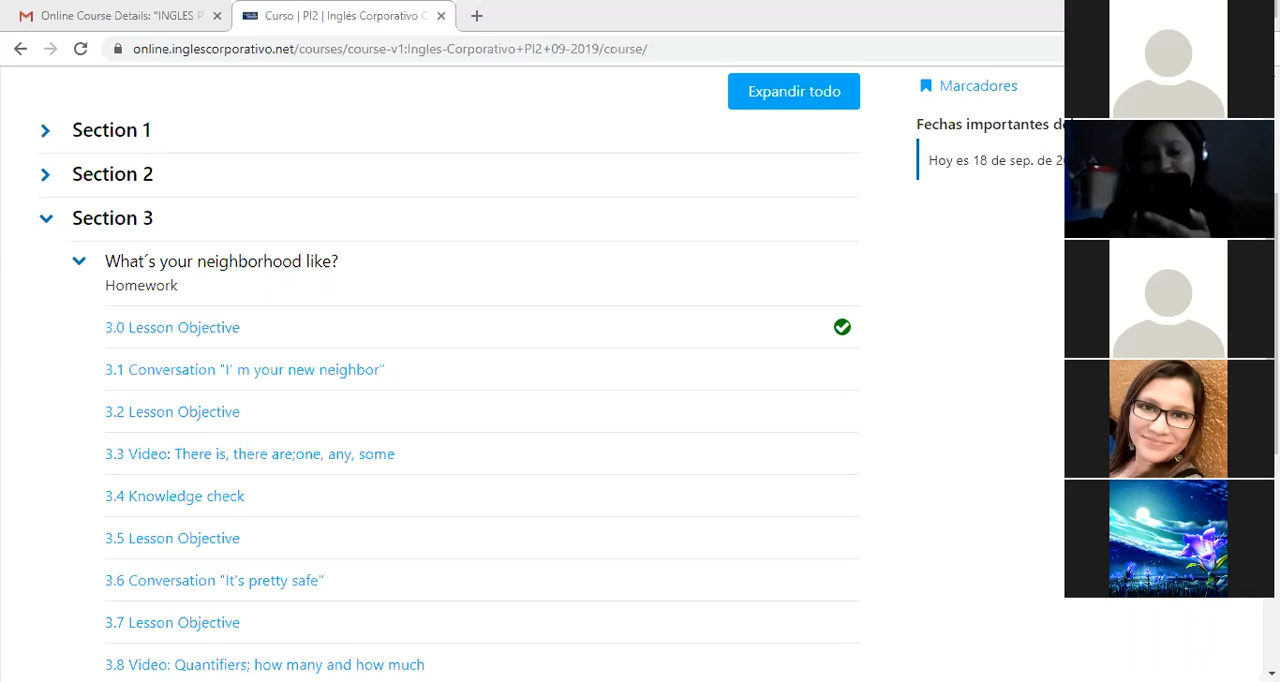 Online Course Details: "INGLES P
Curso | PI2 | Inglés Corporativo C
online.inglescorporativo.net/courses/course-v1:Ingles-Corporativo+PI2+09-2019/course/
Expandir todo
Marcadores
Fechas importantes de
Hoy es 18 de sep. de 20
Section 1
Section 2
Section 3
What´s your neighborhood like?
Homework
3.0 Lesson Objective
3.1 Conversation "I' m your new neighbor"
3.2 Lesson Objective
3.3 Video: There is, there are;one, any, some
3.4 Knowledge check
3.5 Lesson Objective
3.6 Conversation "It's pretty safe"
3.7 Lesson Objective
3.8 Video: Quantifiers; how many and how much